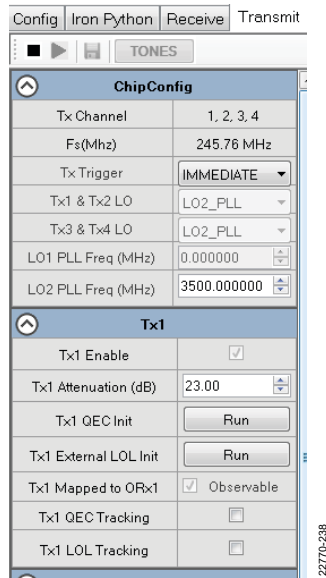 Config Iron Python Receive Transmit
TONES
ChipConfig
Tx Channel 1, 2, 3, 4
Fs(Mhz) 245.76 MHz
Tx Trigger IMMEDIATE
Tx1 & Tx2 LO LO2_PLL
Tx3 & Tx4 LO LO2_PLL
LO1 PLL Freq (MHz) 0.000000
LO2 PLL Freq (MHz) 3500.000000
Tx1
Tx1 Enable
Tx1 Attenuation (dB) 23.00
Tx1 QEC Init Run
Tx1 External LOL Init Run
Tx1 Mapped to ORx1 Observable
Tx1 QEC Tracking
Tx1 LOL Tracking
22770-238